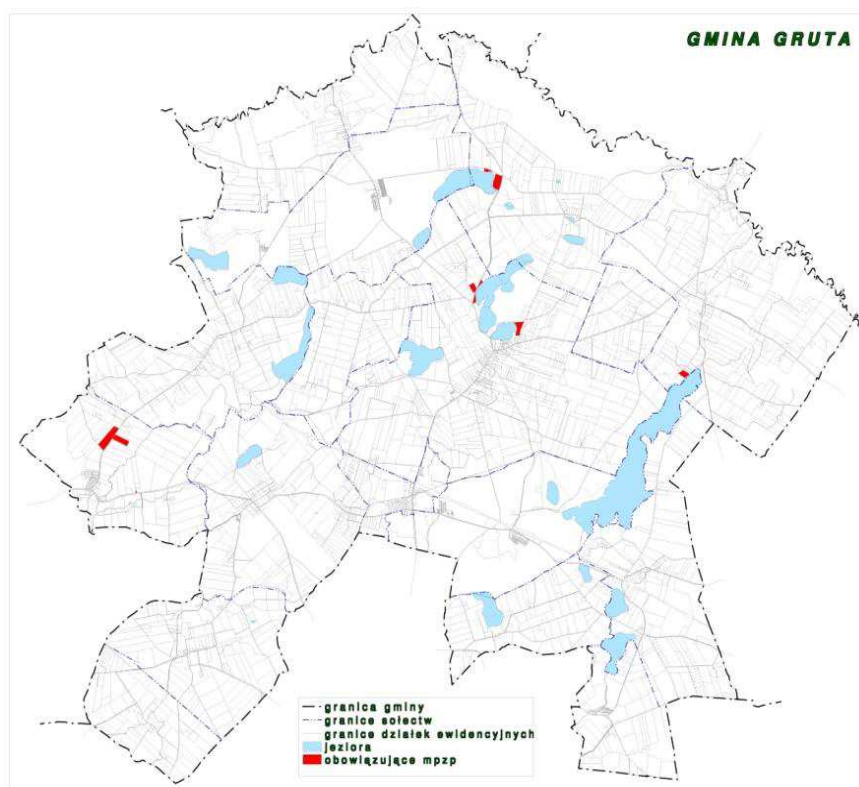 GMINA GRUTA
granica gminy
granice sołectw
granice działek ewidencyjnych
jeziora
obowiązujące mpzp